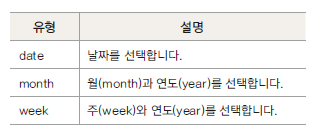 유형 설명
date 날짜를 선택합니다.
month 월(month)과 연도(year)를 선택합니다.
week 주(week)와 연도(year)를 선택합니다.